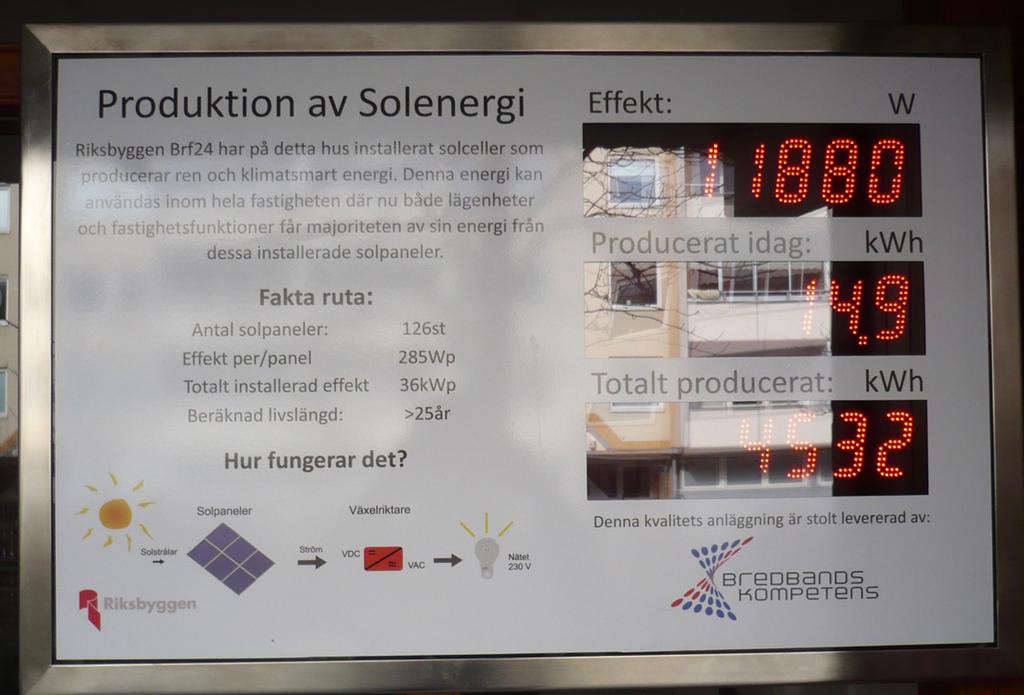 Produktion av Solenergi
Riksbyggen Brf24 har på detta hus installerat solceller som
producerar ren och klimatsmart energi. Denna energi kan
användas inom hela fastigheten där nu både lägenheter
och fastighetsfunktioner får majoriteten av sin energi från
dessa installerade solpaneler.
Fakta ruta:
Antal solpaneler: 126st
Effekt per/panel 285Wp
Totalt installerad effekt 36kWp
Beräknad livslängd: >25år
Hur fungerar det?
Solstrålar
Solpaneler
Ström
Växelriktare
VDC
VAC
Nätet
230 V
Riksbyggen
Effekt: W
11880
Producerat idag: kWh
14.9
Totalt producerat: kWh
4532
Denna kvalitets anläggning är stolt levererad av:
BREDBANDS
KOMPETENS